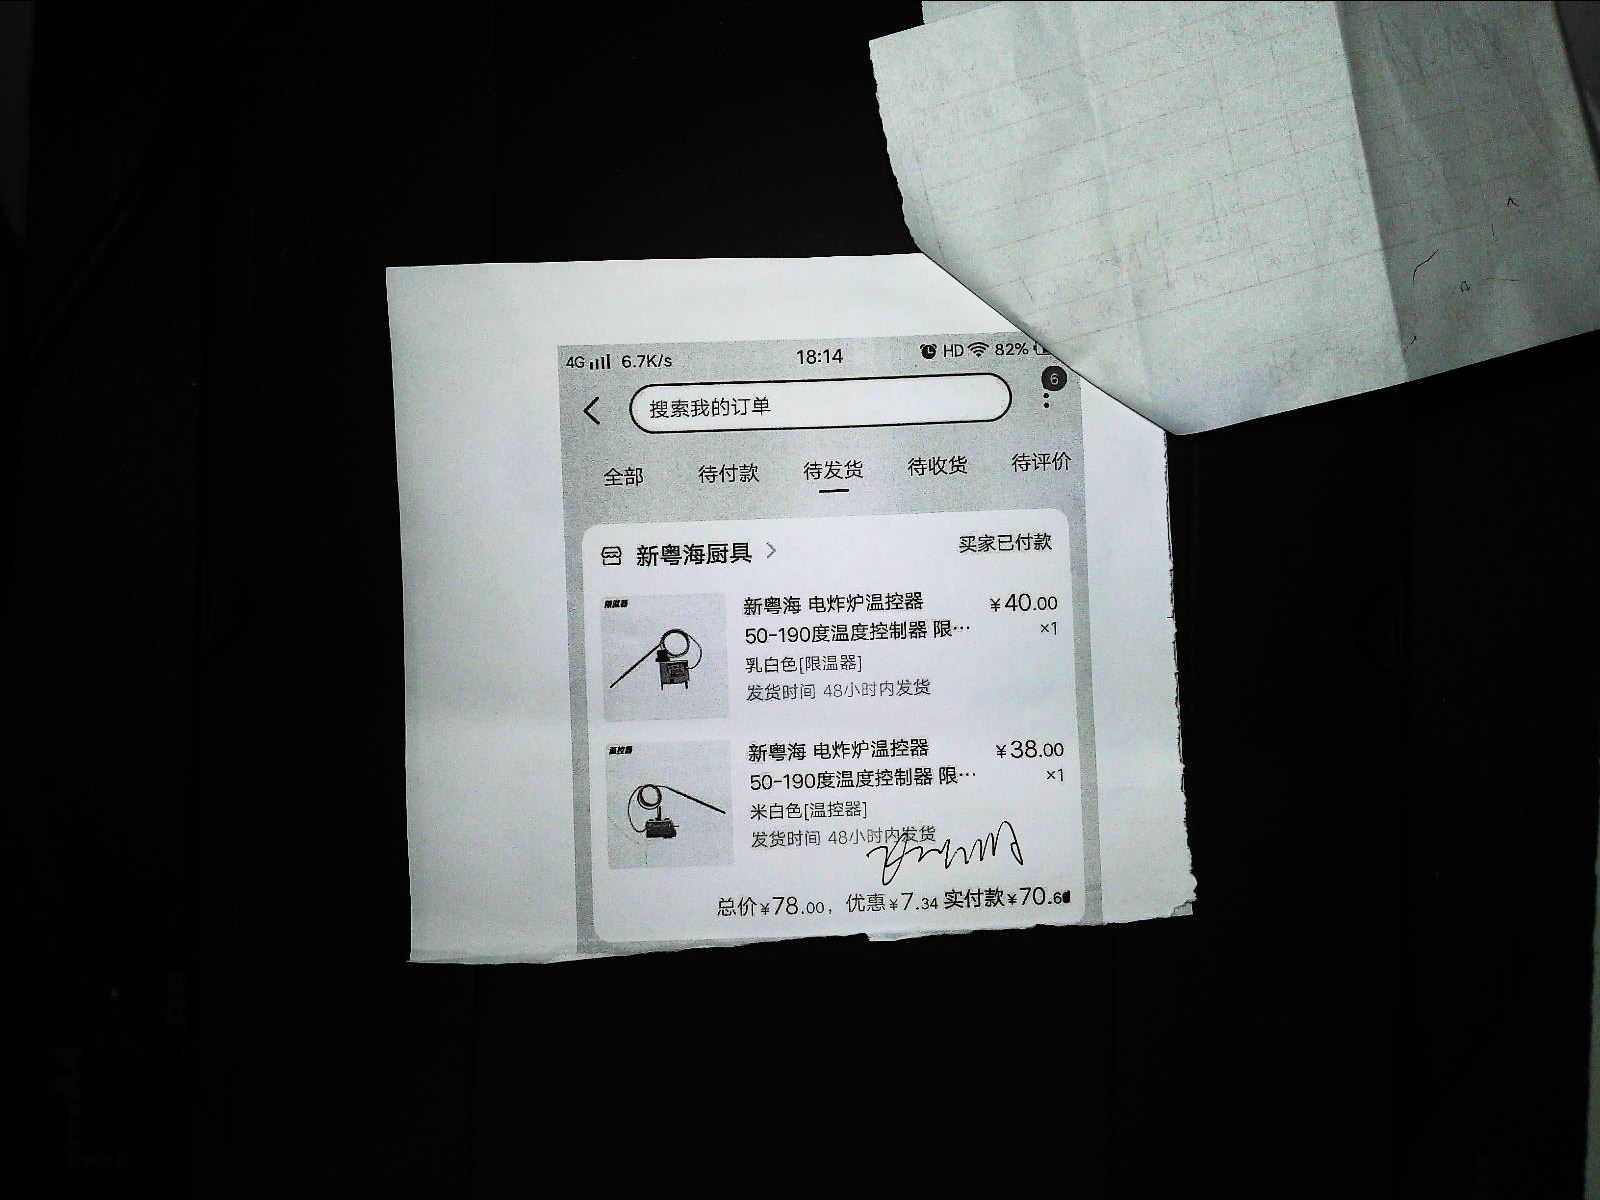 4G 6.7K/s 18:14 HD 82%
搜索我的订单
6
全部 待付款 待发货 待收货 待评价
新粤海厨具 > 买家已付款
限温器
新粤海 电炸炉温控器 ¥40.00
50-190度温度控制器 限… ×1
乳白色[限温器]
发货时间 48小时内发货
温控器
新粤海 电炸炉温控器 ¥38.00
50-190度温度控制器 限… ×1
米白色[温控器]
发货时间 48小时内发货
总价¥78.00，优惠¥7.34 实付款¥70.6